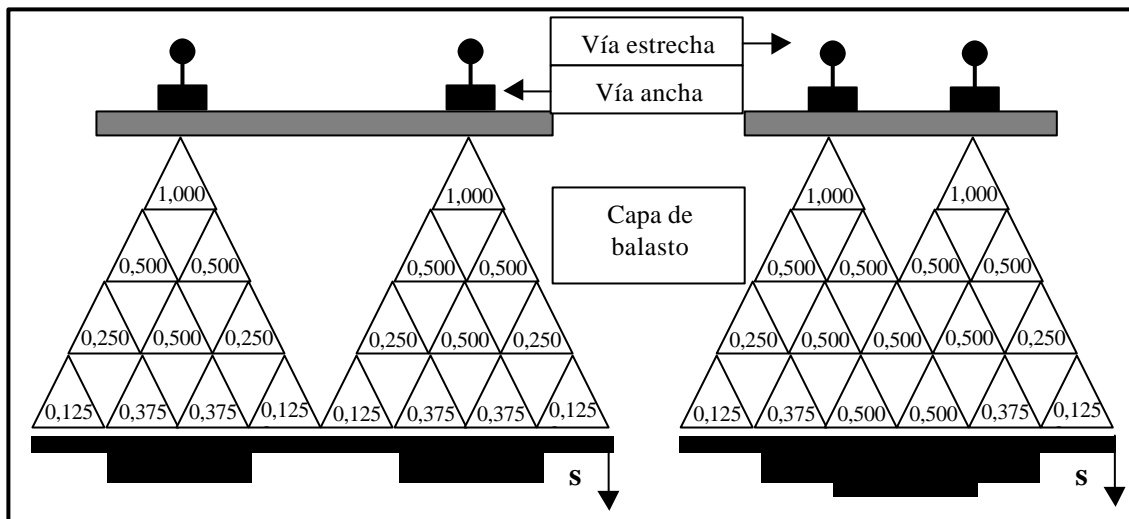 Vía estrecha
Vía ancha
1,000 1,000 1,000 1,000
Capa de
balasto
0,500 0,500 0,500 0,500 0,500 0,500 0,500 0,500
0,250 0,500 0,250 0,250 0,500 0,250 0,250 0,500 0,500 0,500 0,250
0,125 0,375 0,375 0,125 0,125 0,375 0,375 0,125 0,125 0,375 0,500 0,500 0,375 0,125
s s